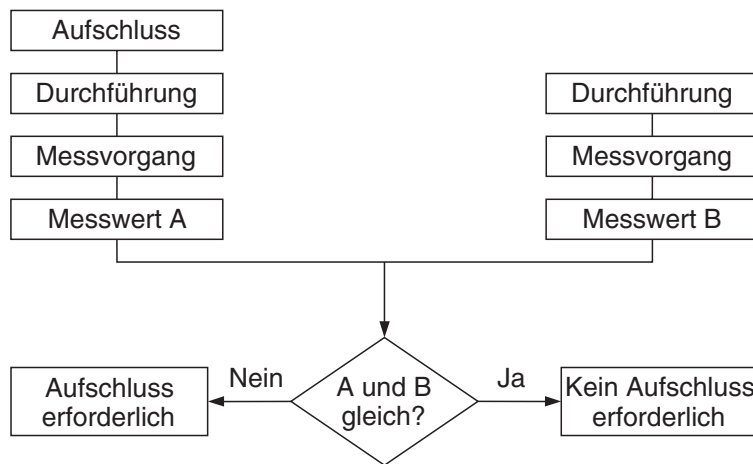 Aufschluss
Durchführung
Messvorgang
Messwert A
Durchführung
Messvorgang
Messwert B
A und B
gleich?
Nein
Ja
Aufschluss
erforderlich
Kein Aufschluss
erforderlich